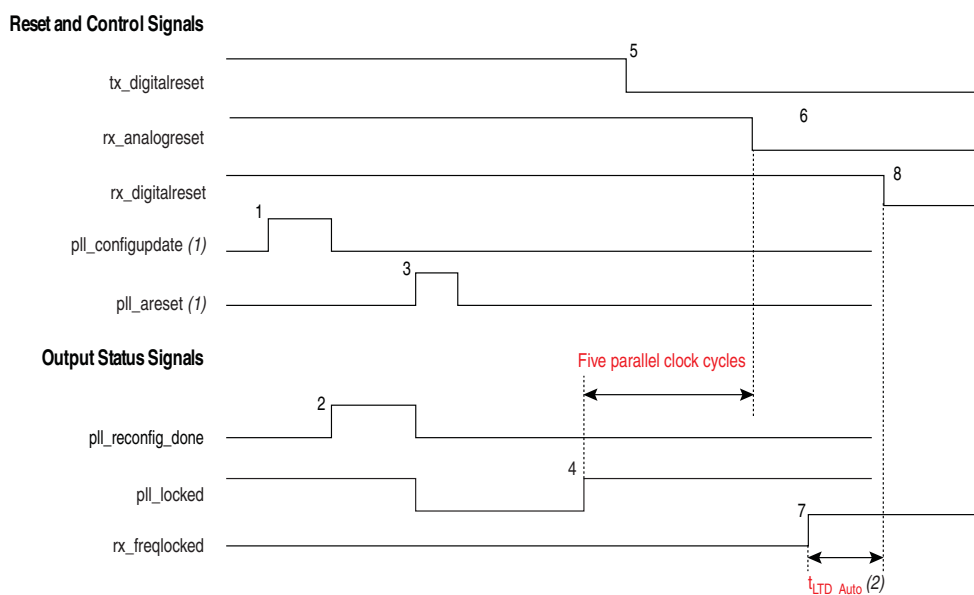 Reset and Control Signals
5
tx_digitalreset
6
rx_analogreset
8
rx_digitalreset
1
pll_configupdate (1)
3
pll_areset (1)
Output Status Signals
Five parallel clock cycles
2
pll_reconfig_done
4
pll_locked
7
rx_freqlocked
tLTD_Auto (2)